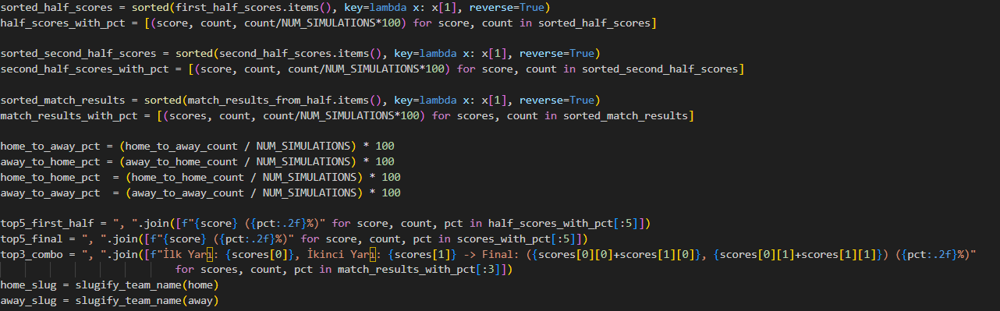 sorted_half_scores = sorted(first_half_scores.items(), key=lambda x: x[1], reverse=True)
half_scores_with_pct = [(score, count, count/NUM_SIMULATIONS*100) for score, count in sorted_half_scores]
sorted_second_half_scores = sorted(second_half_scores.items(), key=lambda x: x[1], reverse=True)
second_half_scores_with_pct = [(score, count, count/NUM_SIMULATIONS*100) for score, count in sorted_second_half_scores]
sorted_match_results = sorted(match_results_from_half.items(), key=lambda x: x[1], reverse=True)
match_results_with_pct = [(scores, count, count/NUM_SIMULATIONS*100) for scores, count in sorted_match_results]
home_to_away_pct = (home_to_away_count / NUM_SIMULATIONS) * 100
away_to_home_pct = (away_to_home_count / NUM_SIMULATIONS) * 100
home_to_home_pct  = (home_to_home_count / NUM_SIMULATIONS) * 100
away_to_away_pct  = (away_to_away_count / NUM_SIMULATIONS) * 100
top5_first_half = ", ".join([f"{score} ({pct:.2f}%)" for score, count, pct in half_scores_with_pct[:5]])
top5_final = ", ".join([f"{score} ({pct:.2f}%)" for score, count, pct in scores_with_pct[:5]])
top3_combo = ", ".join([f"İlk Yarı: {scores[0]}, İkinci Yarı: {scores[1]} -> Final: ({scores[0][0]+scores[1][0]}, {scores[0][1]+scores[1][1]}) ({pct:.2f}%)"
for scores, count, pct in match_results_with_pct[:3]])
home_slug = slugify_team_name(home)
away_slug = slugify_team_name(away)